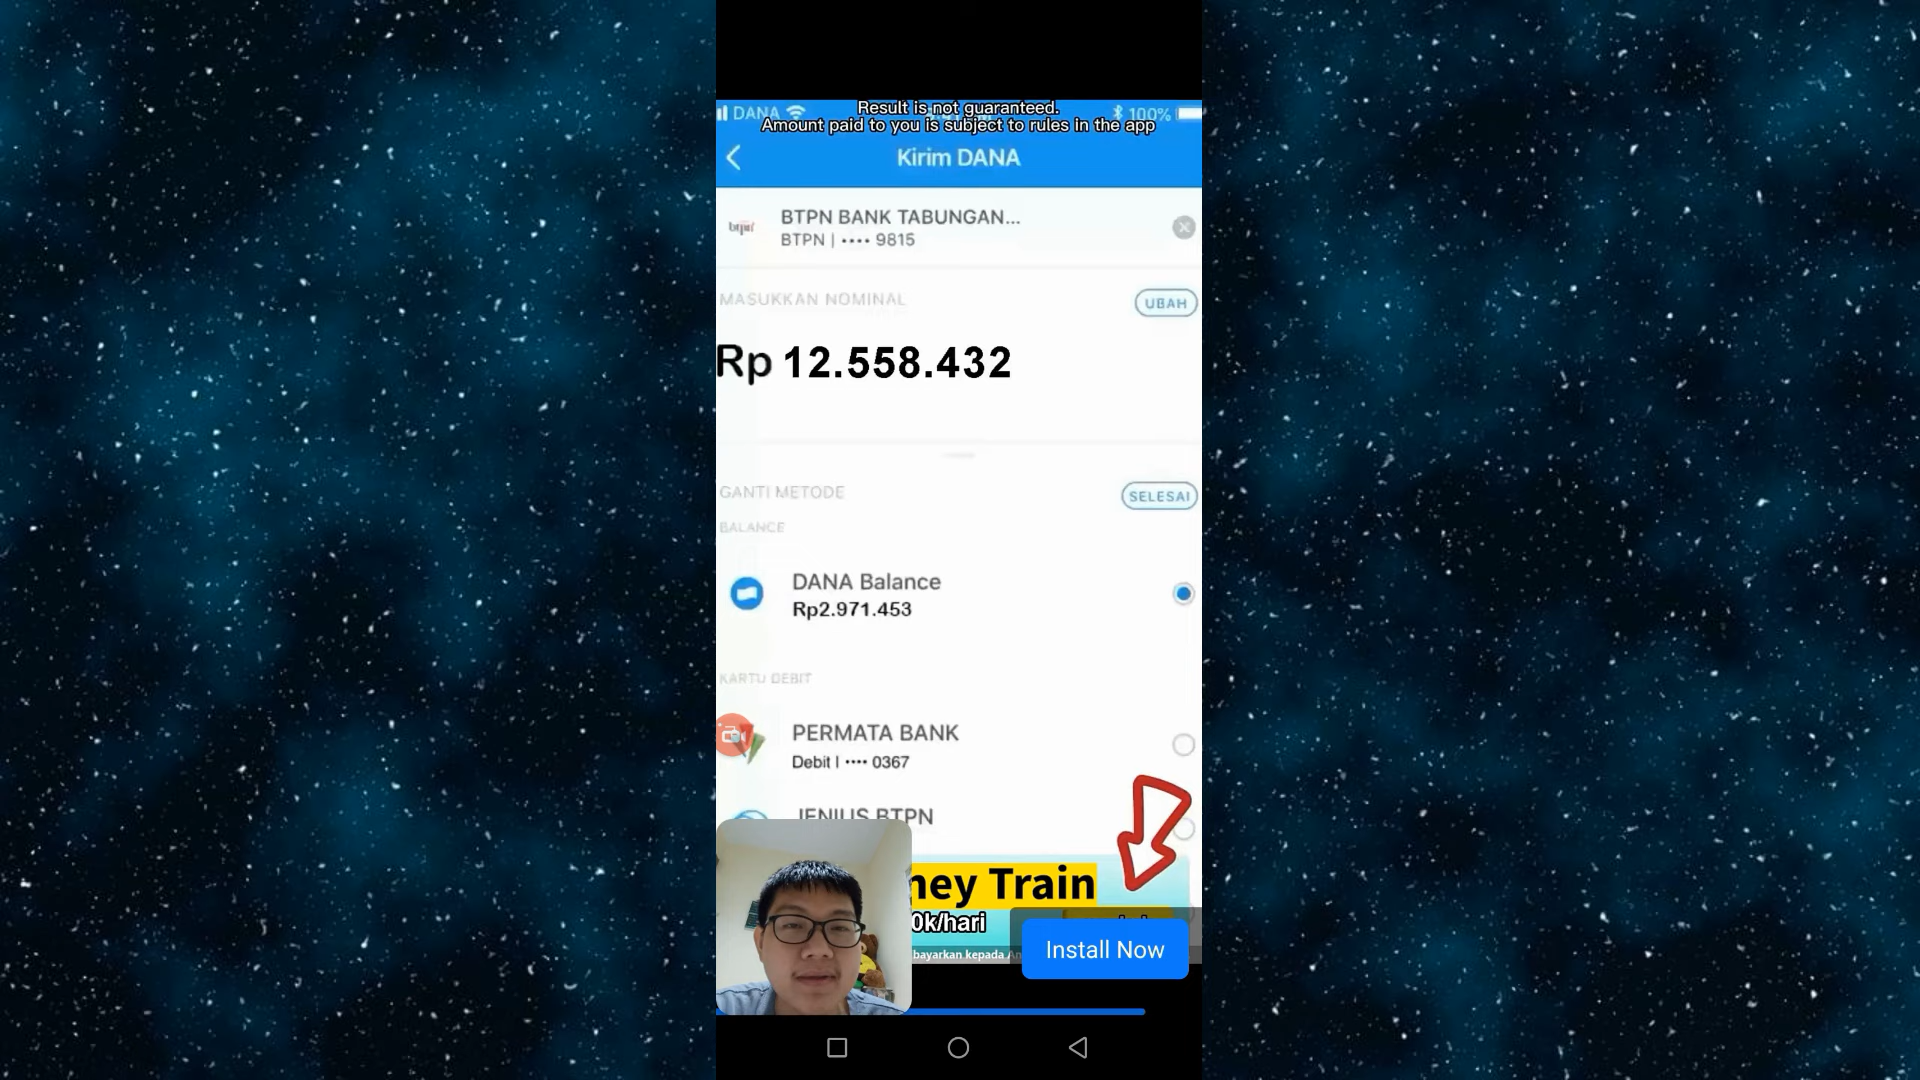 Result is not guaranteed.
DANA
100%
Amount paid to you is subject to rules in the app
Kirim DANA
btpn
BTPN BANK TABUNGAN...
BTPN | •••• 9815
MASUKKAN NOMINAL
UBAH
Rp 12.558.432
GANTI METODE
SELESAI
BALANCE
DANA Balance
Rp2.971.453
KARTU DEBIT
PERMATA BANK
Debit | •••• 0367
JENIUS BTPN
ney Train
0k/hari
bayarkan kepada An
Install Now